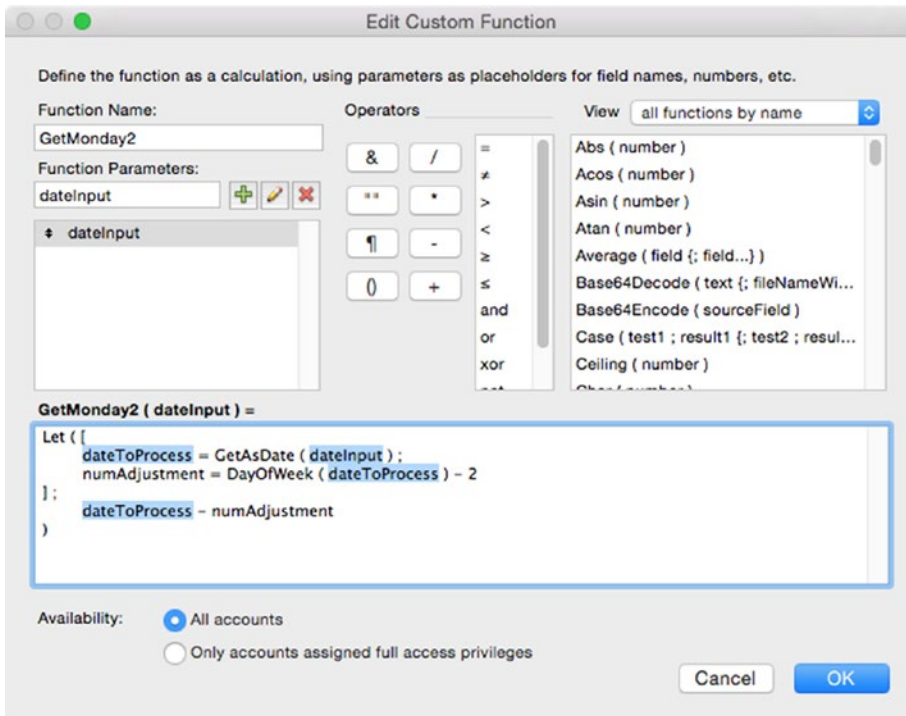 Edit Custom Function
Define the function as a calculation, using parameters as placeholders for field names, numbers, etc.
Function Name:
GetMonday2
Function Parameters:
dateInput
dateInput
Operators
& /
"" *
¶ -
() +
=
≠
>
<
≥
≤
and
or
xor
View all functions by name
Abs ( number )
Acos ( number )
Asin ( number )
Atan ( number )
Average ( field {; field...} )
Base64Decode ( text {; fileNameWi...
Base64Encode ( sourceField )
Case ( test1 ; result1 {; test2 ; resul...
Ceiling ( number )
GetMonday2 ( dateInput ) =
Let ( [
dateToProcess = GetAsDate ( dateInput ) ;
numAdjustment = DayOfWeek ( dateToProcess ) - 2
] ;
dateToProcess - numAdjustment
)
Availability:
All accounts
Only accounts assigned full access privileges
Cancel OK